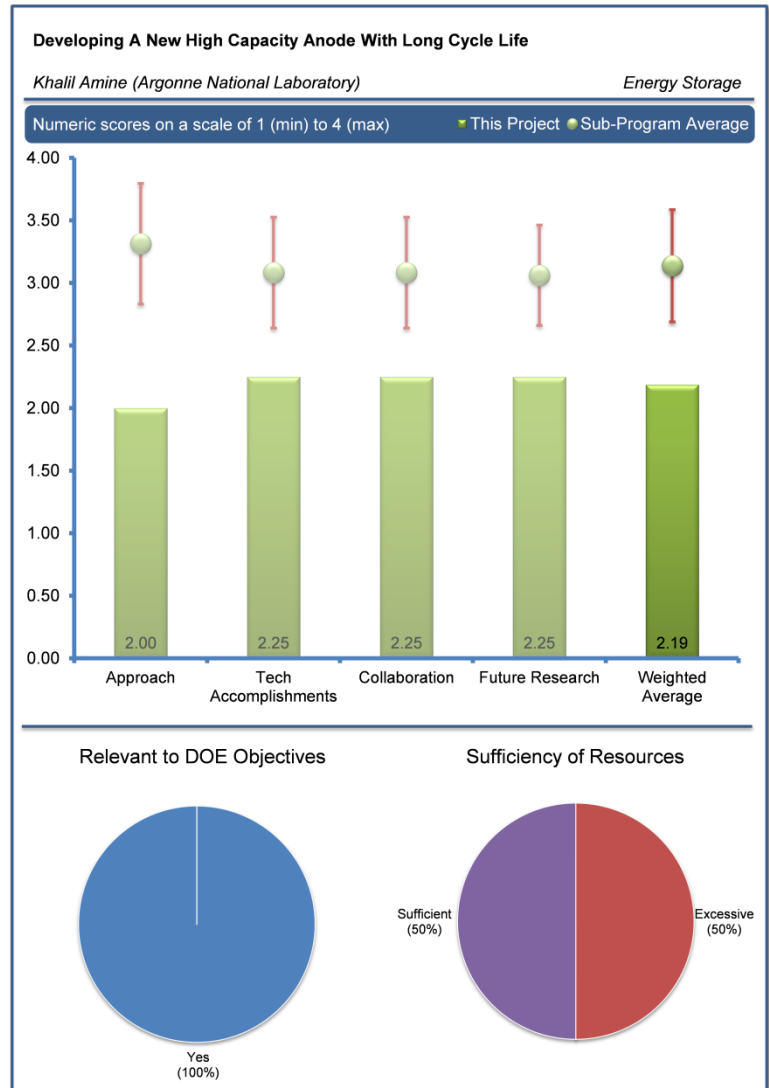 Developing A New High Capacity Anode With Long Cycle Life
Khalil Amine (Argonne National Laboratory) Energy Storage
Numeric scores on a scale of 1 (min) to 4 (max) This Project Sub-Program Average
4.00
3.50
3.00
2.50
2.00
1.50
1.00
0.50
0.00
2.00 2.25 2.25 2.25 2.19
Approach Tech Collaboration Future Research Weighted
Accomplishments Average
Relevant to DOE Objectives Sufficiency of Resources
Sufficient Excessive
(50%) (50%)
Yes
(100%)